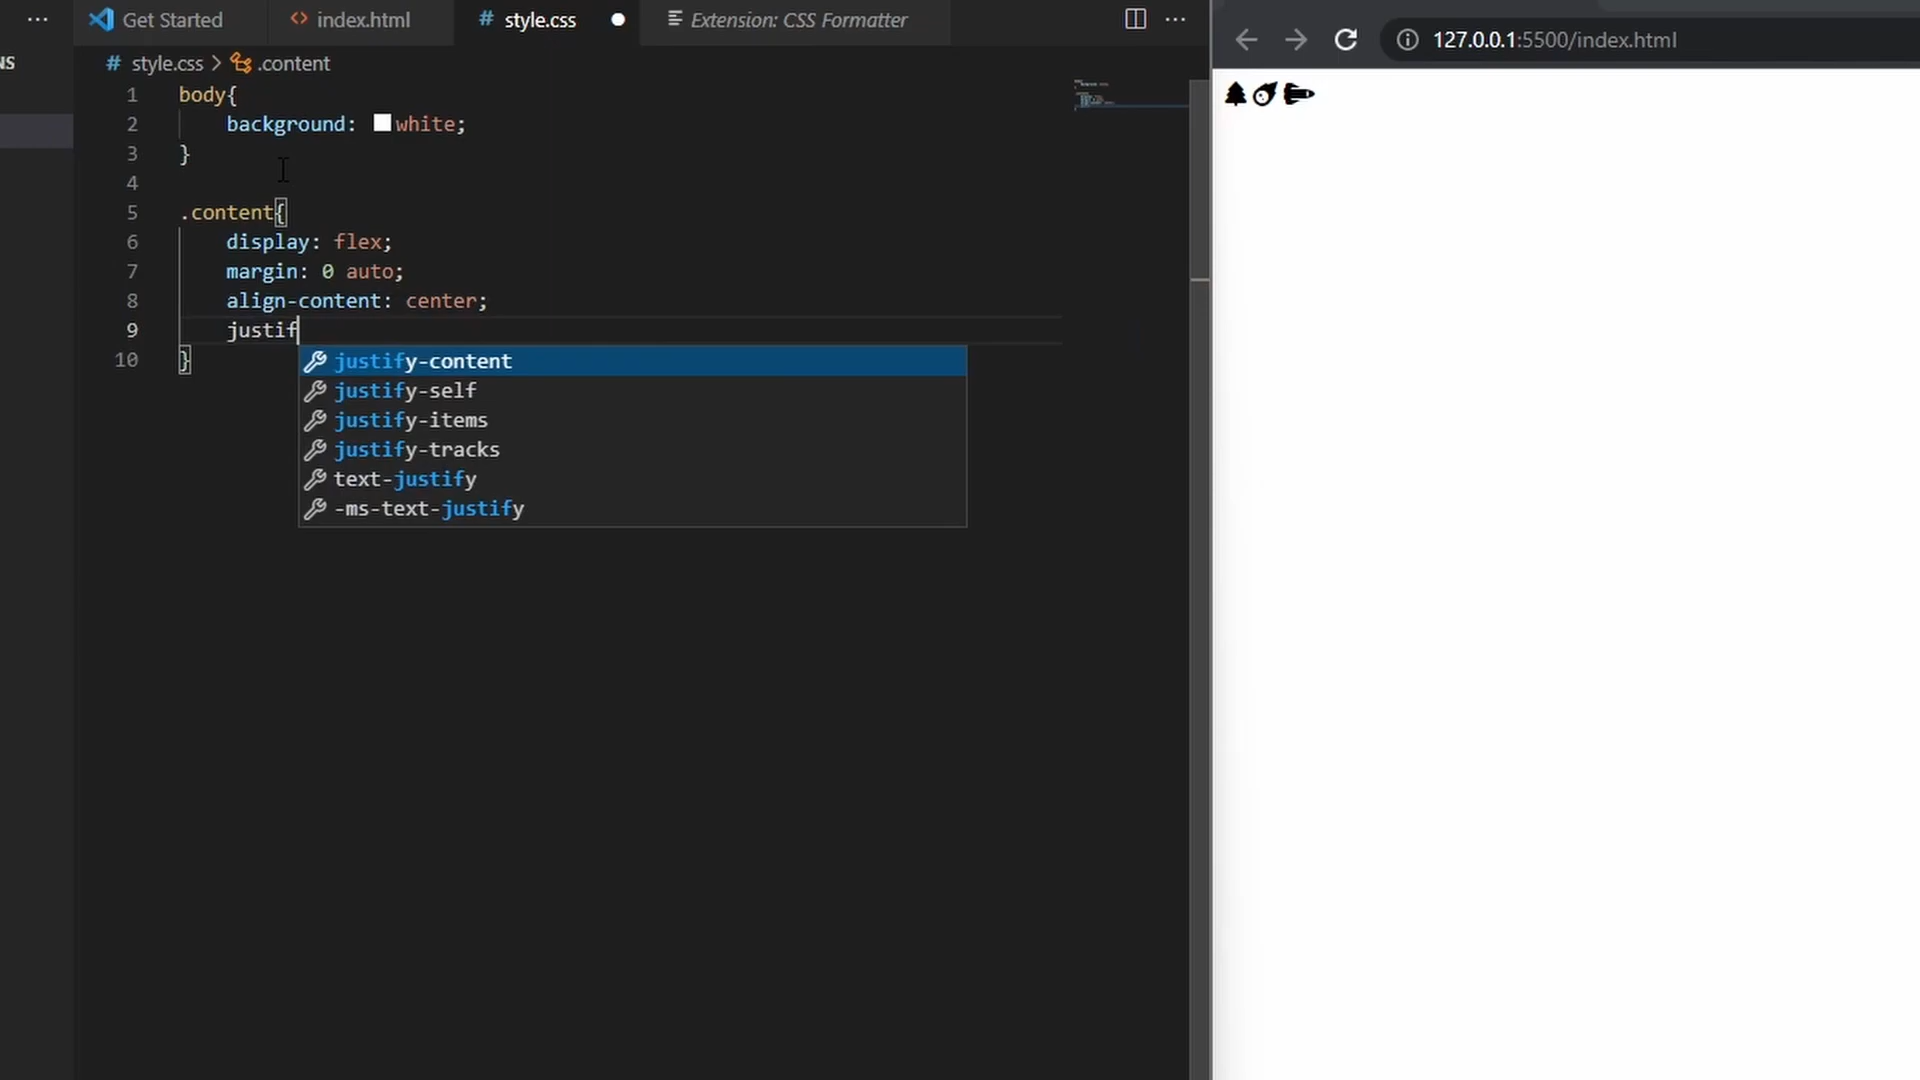 NS
Get Started
index.html
style.css
Extension: CSS Formatter
127.0.0.1:5500/index.html
# style.css > .content
1 body{
2 background: white;
3 }
4
5 .content{
6 display: flex;
7 margin: 0 auto;
8 align-content: center;
9 justif
10 }
justify-content
justify-self
justify-items
justify-tracks
text-justify
-ms-text-justify